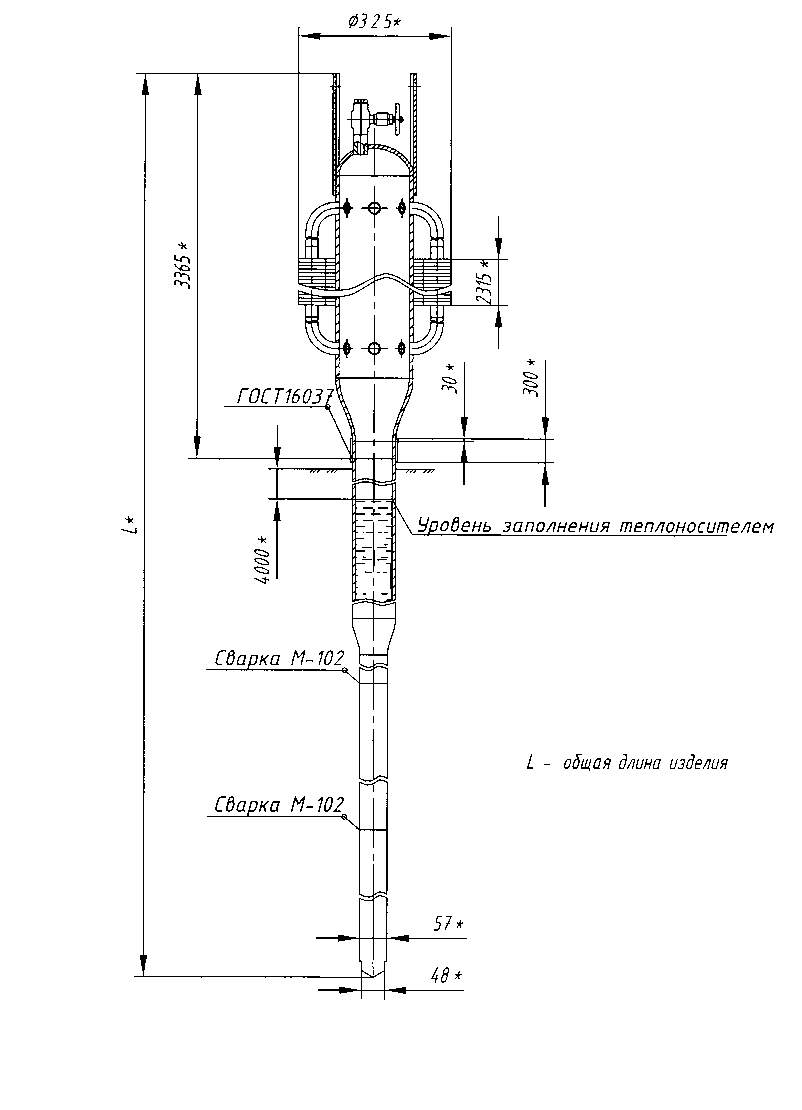 Ø325*
3365*
2315*
30*
300*
ГОСТ16037
L*
4000*
Уровень заполнения теплоносителем
Сварка М-102
L - общая длина изделия
Сварка М-102
57*
48*